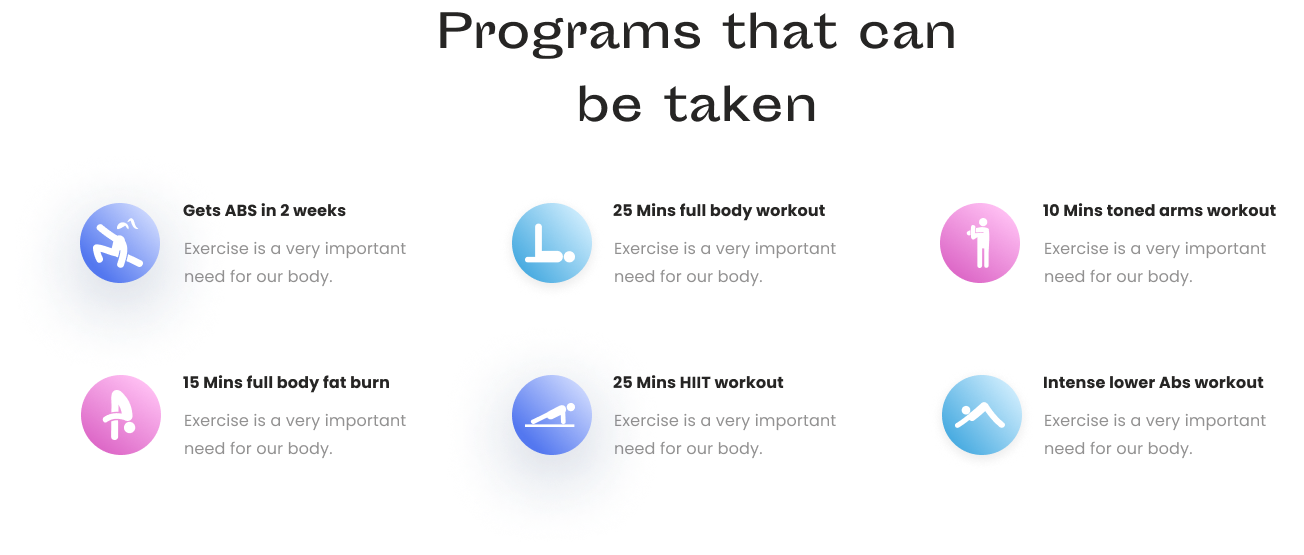 Programs that can
be taken
Gets ABS in 2 weeks
Exercise is a very important
need for our body.
25 Mins full body workout
Exercise is a very important
need for our body.
10 Mins toned arms workout
Exercise is a very important
need for our body.
15 Mins full body fat burn
Exercise is a very important
need for our body.
25 Mins HIIT workout
Exercise is a very important
need for our body.
Intense lower Abs workout
Exercise is a very important
need for our body.